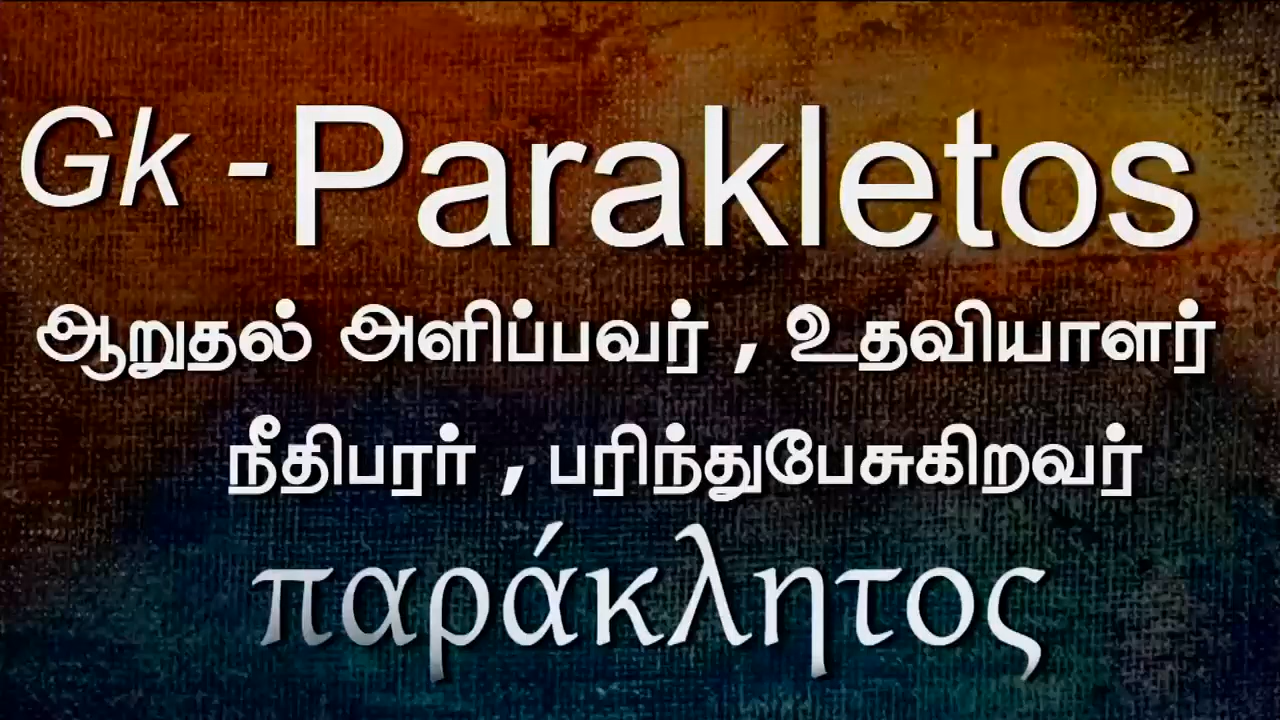 Gk - Parakletos
ஆறுதல் அளிப்பவர் , உதவியாளர்
நீதிபரர் , பரிந்துபேசுகிறவர்
παράκλητος